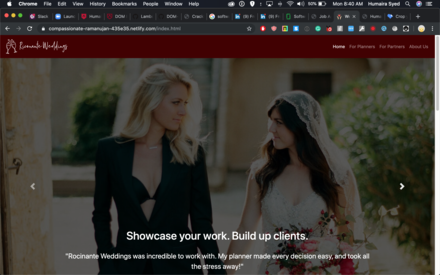 Chrome File Edit View History Bookmarks People Window Help 50% Mon 8:40 AM Humaira Syed
compassionate-ramanujan-435e35.netlify.com/index.html
Rocinante Weddings
Home For Planners For Partners About Us
Showcase your work. Build up clients.
"Rocinante Weddings was incredible to work with. My planner made every decision easy, and took all
the stress away!"